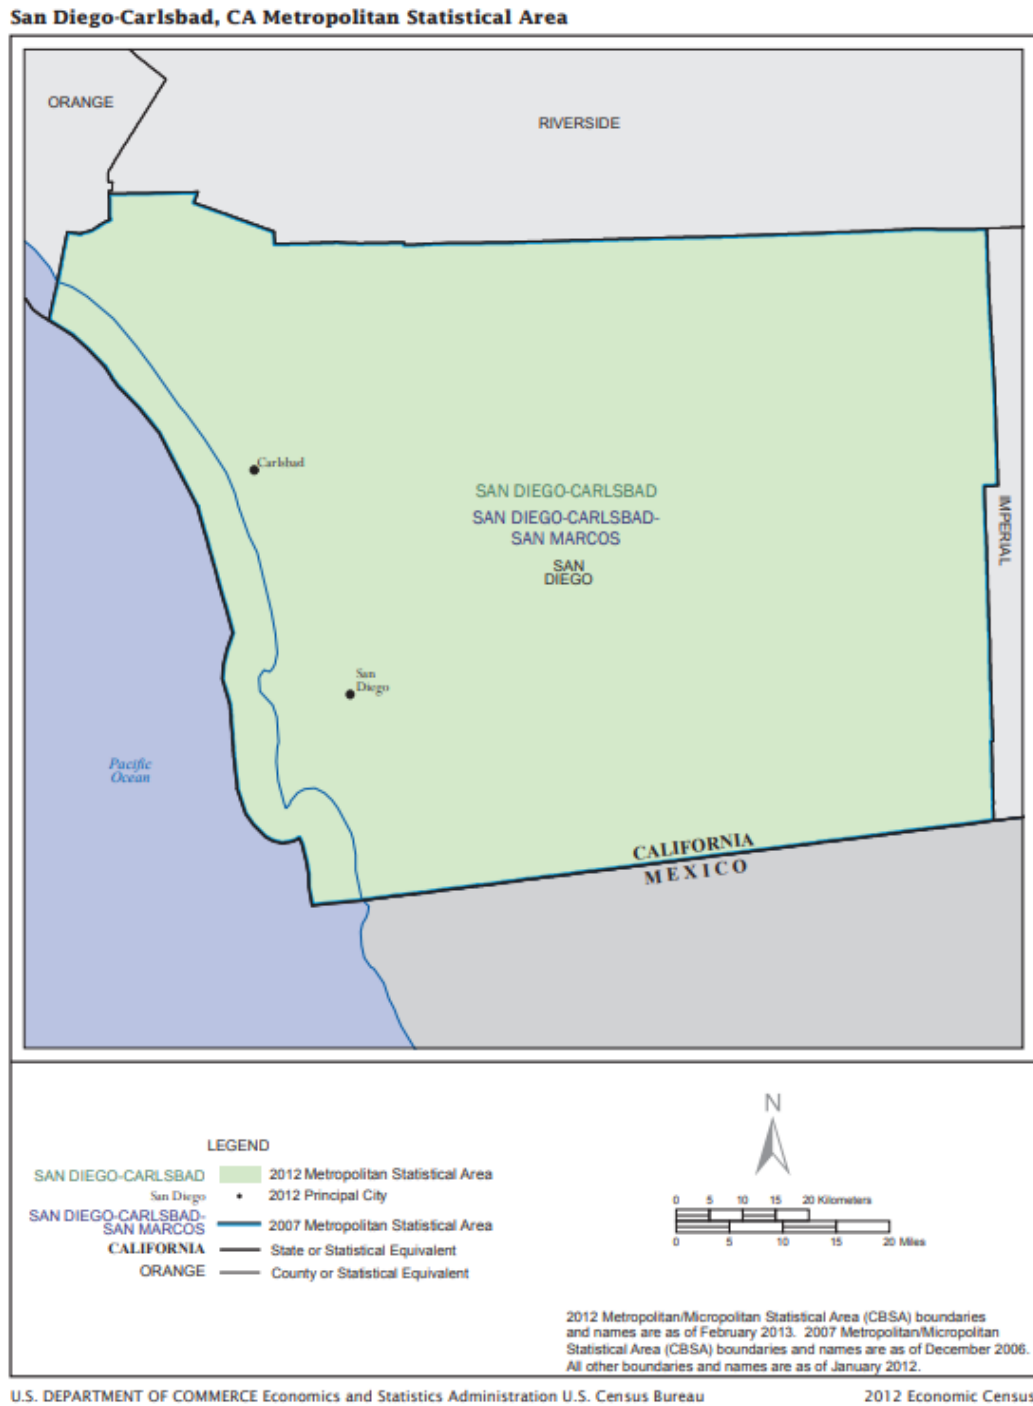 San Diego-Carlsbad, CA Metropolitan Statistical Area
ORANGE
RIVERSIDE
Carlsbad
SAN DIEGO-CARLSBAD
SAN DIEGO-CARLSBAD-
SAN MARCOS
SAN
DIEGO
IMPERIAL
San
Diego
Pacific
Ocean
CALIFORNIA
MEXICO
LEGEND
SAN DIEGO-CARLSBAD 2012 Metropolitan Statistical Area
San Diego 2012 Principal City
SAN DIEGO-CARLSBAD-
SAN MARCOS 2007 Metropolitan Statistical Area
CALIFORNIA State or Statistical Equivalent
ORANGE County or Statistical Equivalent
N
0 5 10 15 20 Kilometers
0 5 10 15 20 Miles
2012 Metropolitan/Micropolitan Statistical Area (CBSA) boundaries
and names are as of February 2013. 2007 Metropolitan/Micropolitan
Statistical Area (CBSA) boundaries and names are as of December 2006.
All other boundaries and names are as of January 2012.
U.S. DEPARTMENT OF COMMERCE Economics and Statistics Administration U.S. Census Bureau 2012 Economic Census